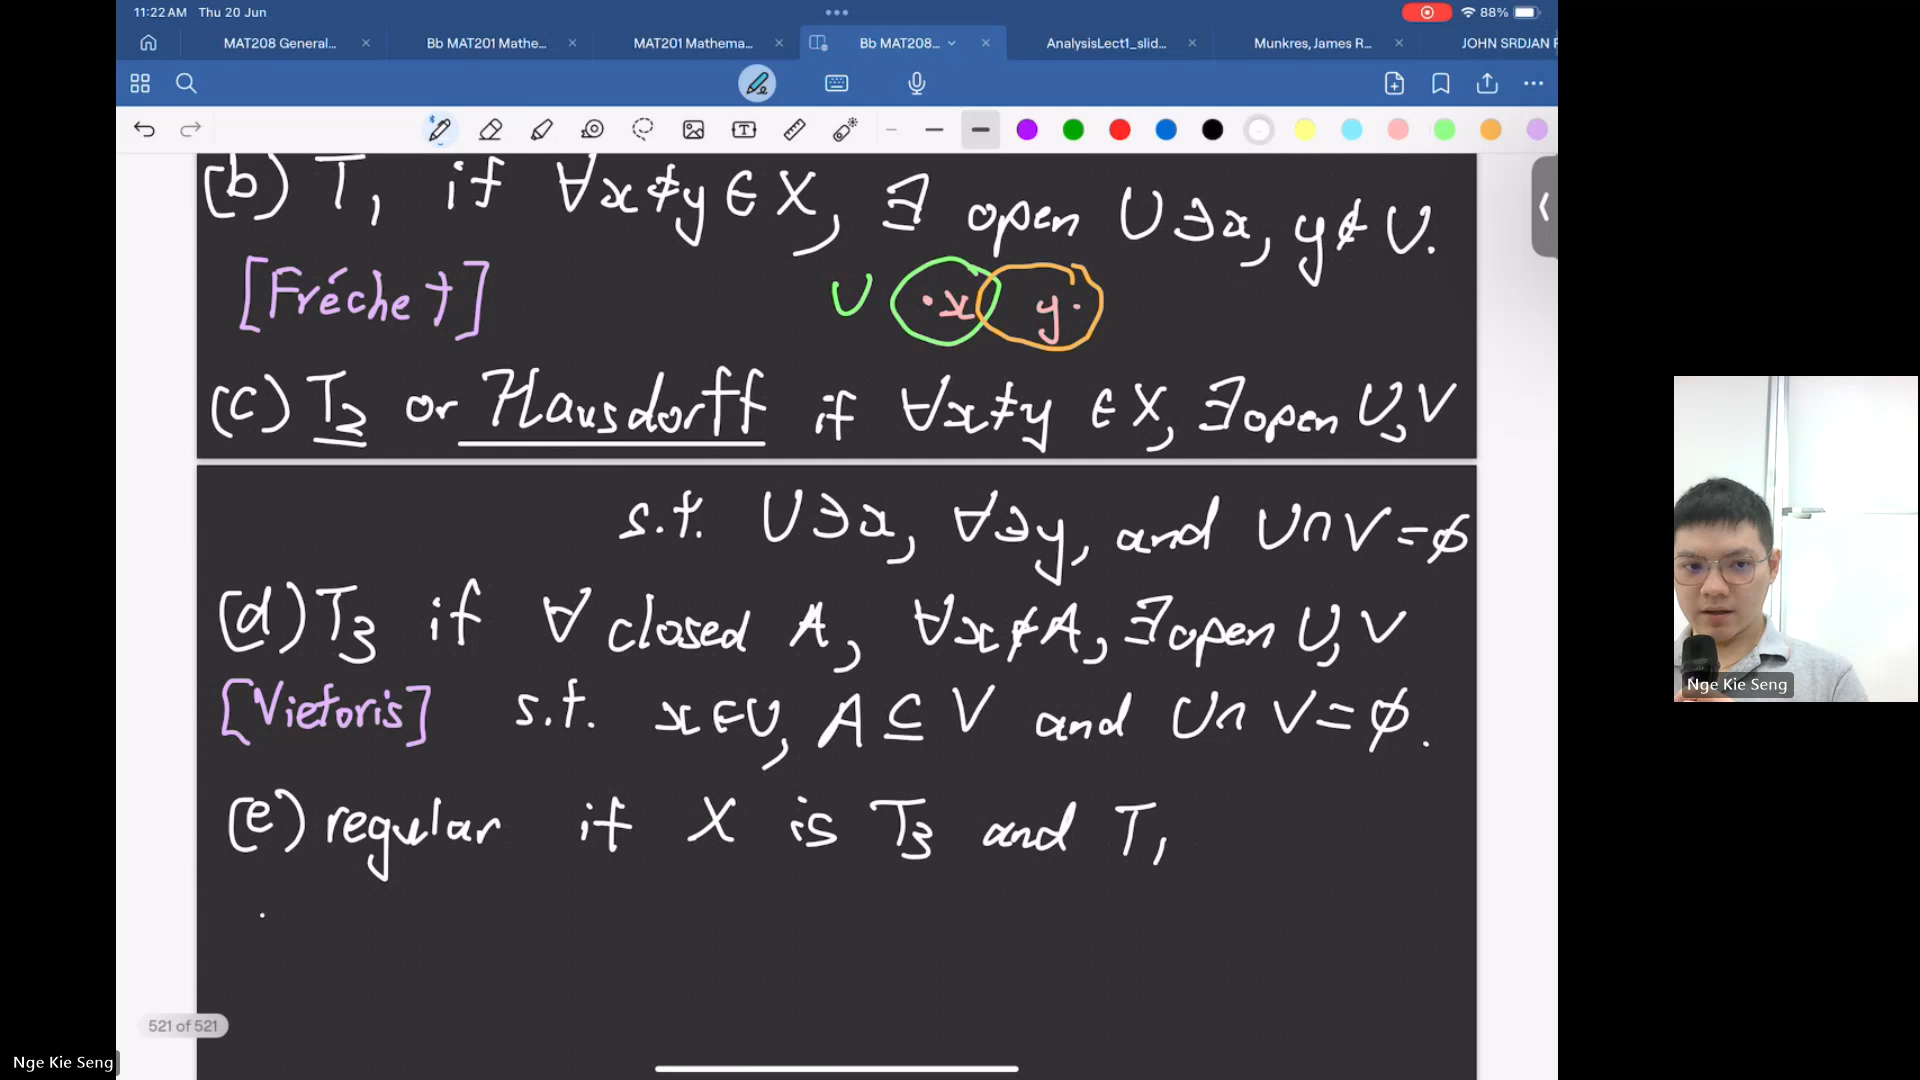 11:22 AM Thu 20 Jun
88%
MAT208 General...
Bb MAT201 Mathe...
MAT201 Mathema...
Bb MAT208...
AnalysisLect1_slid...
Munkres, James R...
JOHN SRDJAN P
(b) T₁ if ∀x≠y ∈ X, ∃ open U∋x, y∉U.
[Fréchet]
U ·x y·
(c) T₂ or Hausdorff if ∀x≠y ∈ X, ∃ open U, V
s.t. U∋x, ∀∋y, and U∩V=∅
(d) T₃ if ∀ closed A, ∀x∉A, ∃ open U, V
[Vietoris] s.t. x∈U, A⊆V and U∩V=∅.
(e) regular if X is T₃ and T₁
521 of 521
Nge Kie Seng
Nge Kie Seng